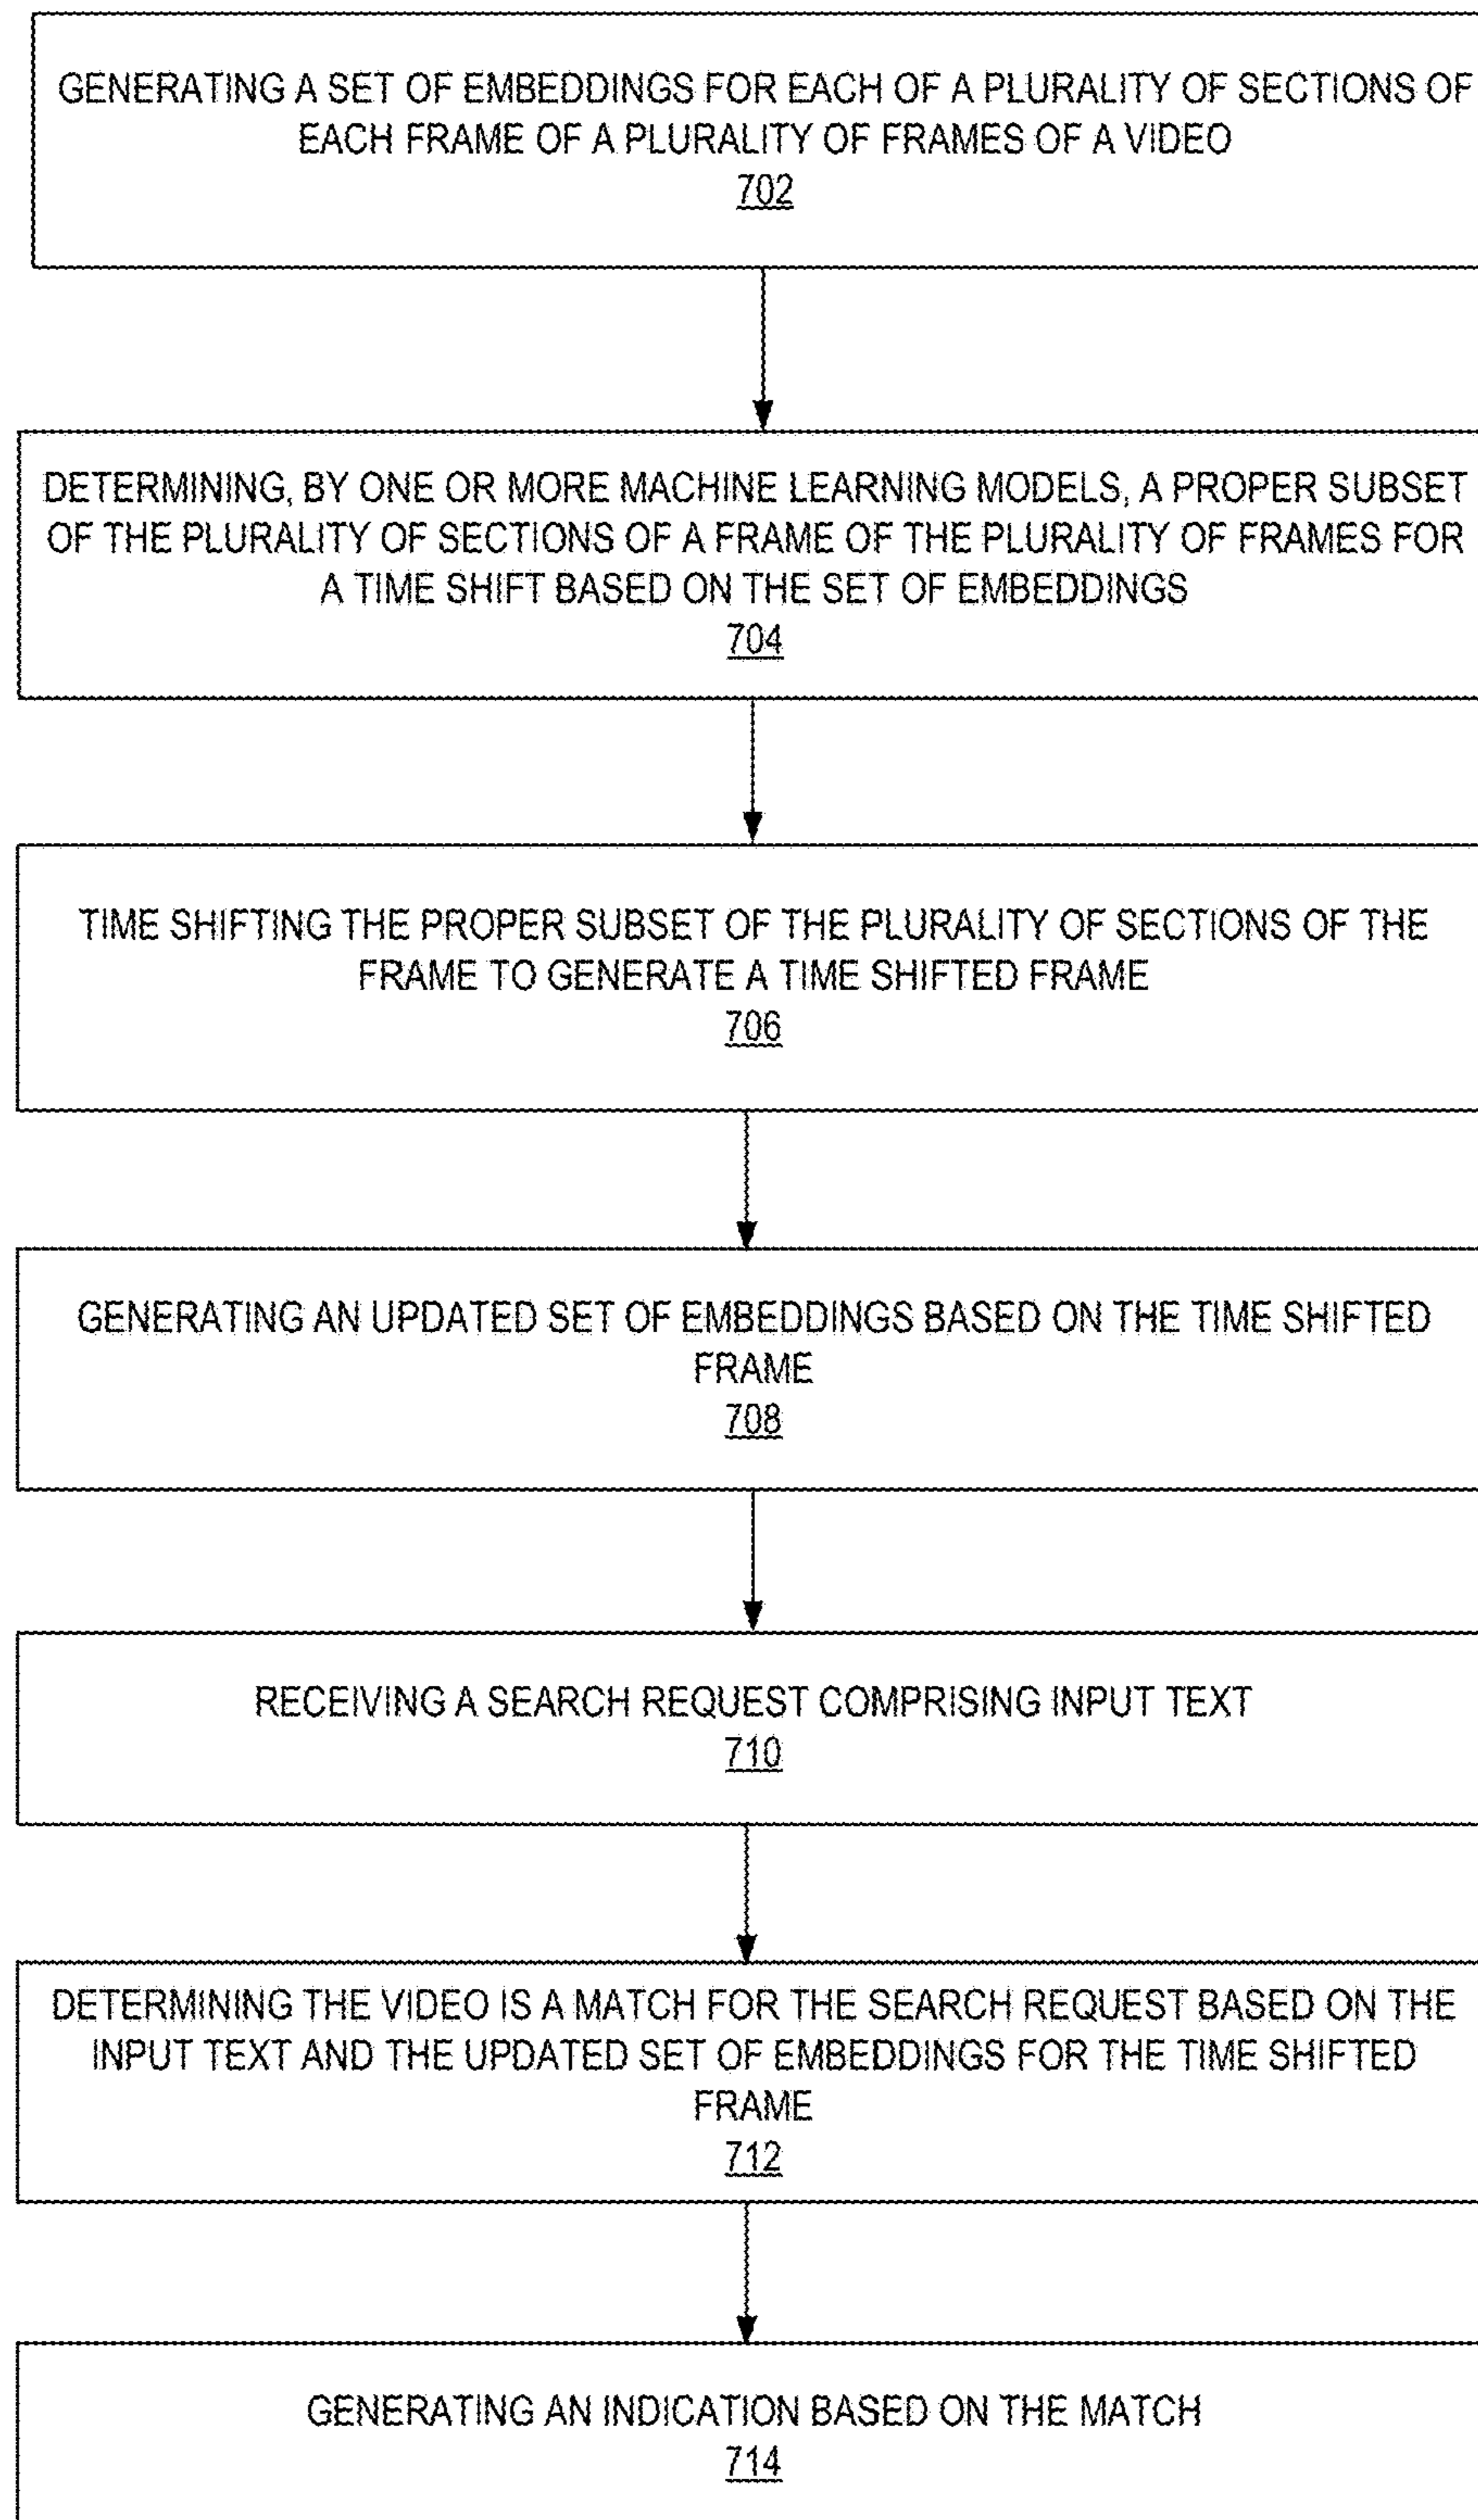 GENERATING A SET OF EMBEDDINGS FOR EACH OF A PLURALITY OF SECTIONS OF
EACH FRAME OF A PLURALITY OF FRAMES OF A VIDEO
702
DETERMINING, BY ONE OR MORE MACHINE LEARNING MODELS, A PROPER SUBSET
OF THE PLURALITY OF SECTIONS OF A FRAME OF THE PLURALITY OF FRAMES FOR
A TIME SHIFT BASED ON THE SET OF EMBEDDINGS
704
TIME SHIFTING THE PROPER SUBSET OF THE PLURALITY OF SECTIONS OF THE
FRAME TO GENERATE A TIME SHIFTED FRAME
706
GENERATING AN UPDATED SET OF EMBEDDINGS BASED ON THE TIME SHIFTED
FRAME
708
RECEIVING A SEARCH REQUEST COMPRISING INPUT TEXT
710
DETERMINING THE VIDEO IS A MATCH FOR THE SEARCH REQUEST BASED ON THE
INPUT TEXT AND THE UPDATED SET OF EMBEDDINGS FOR THE TIME SHIFTED
FRAME
712
GENERATING AN INDICATION BASED ON THE MATCH
714